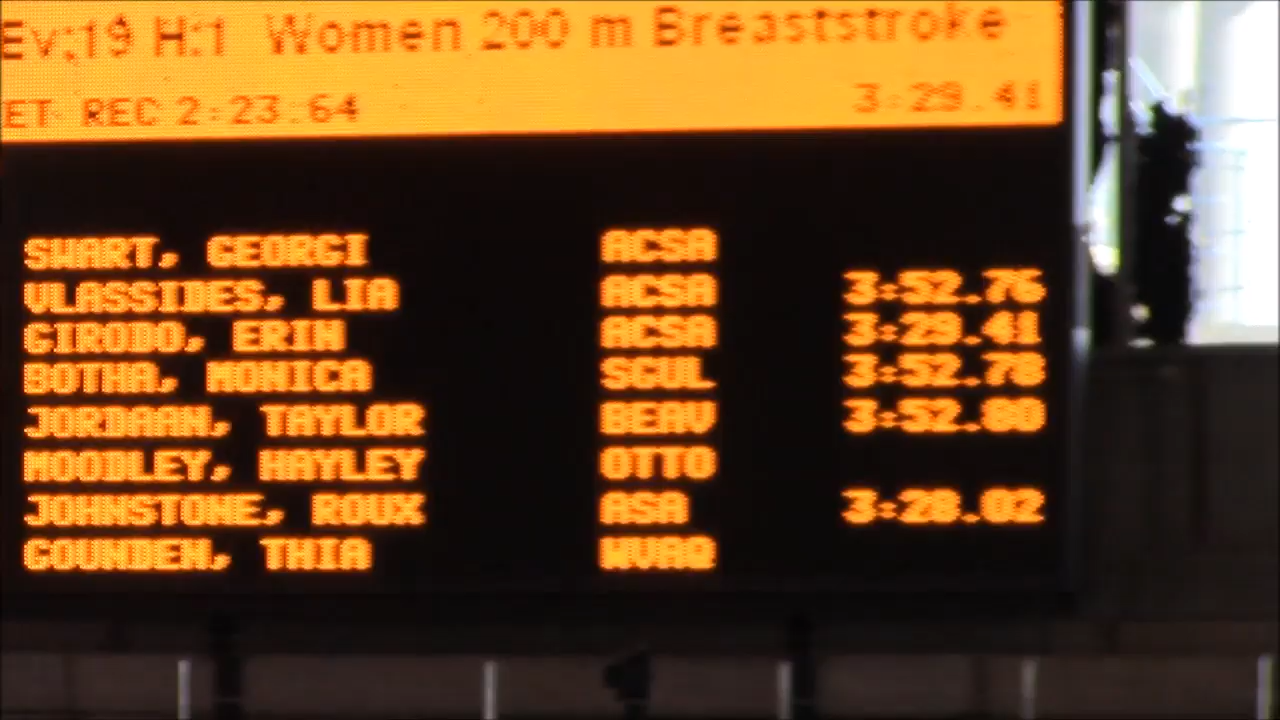 Ev:19 H:1 Women 200 m Breaststroke
ET REC 2:23.64 3:29.41
SWART, GEORGI ACSA
VLASSIDES, LIA ACSA 3:52.76
GIRODO, ERIN ACSA 3:29.41
BOTHA, MONICA SGUL 3:52.78
JORDAAN, TAYLOR BEAV 3:52.80
MOODLEY, HAYLEY OTTO
JOHNSTONE, ROUX ASA 3:28.02
GOUNDEN, THIA WVAQ